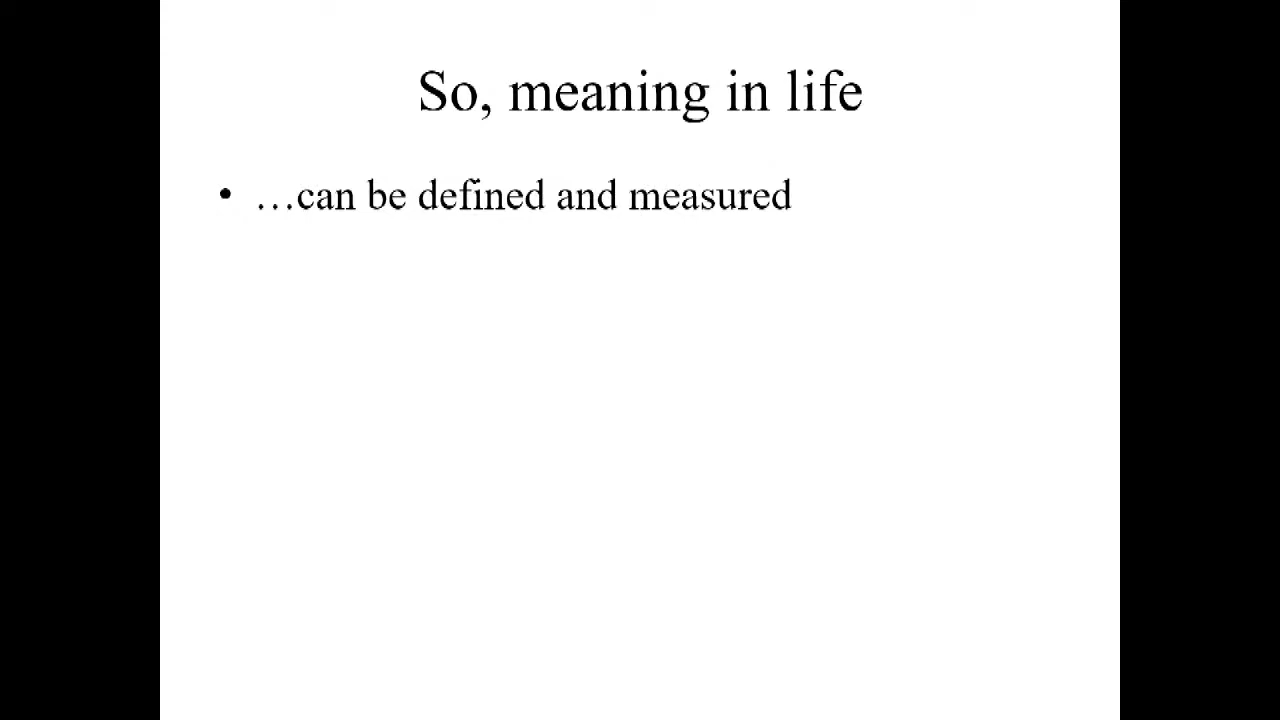 So, meaning in life
• …can be defined and measured